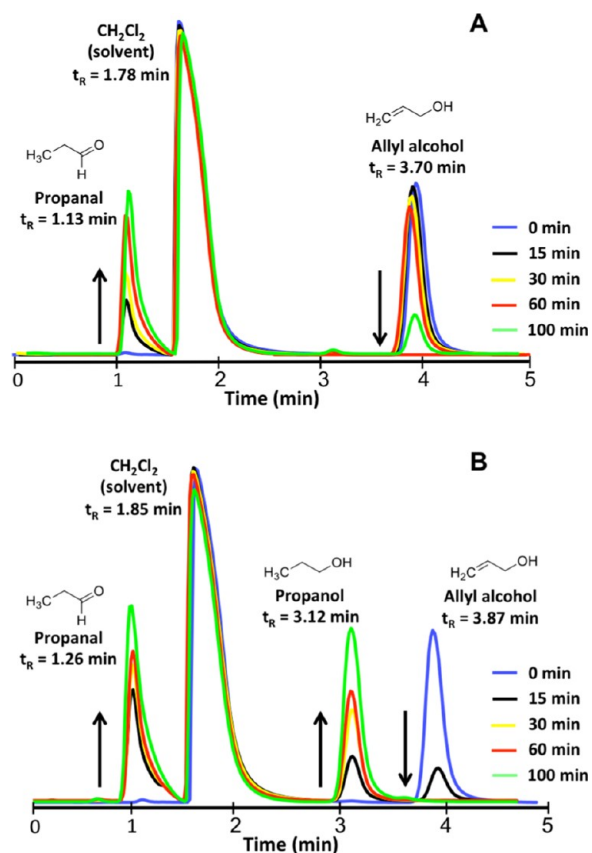 A
CH₂Cl₂
(solvent)
tR = 1.78 min
H₃C
O
H
Propanal
tR = 1.13 min
H₂C
OH
Allyl alcohol
tR = 3.70 min
0 min
15 min
30 min
60 min
100 min
0 1 2 3 4 5
Time (min)
B
CH₂Cl₂
(solvent)
tR = 1.85 min
H₃C
O
H
Propanal
tR = 1.26 min
H₃C
OH
Propanol
tR = 3.12 min
H₂C
OH
Allyl alcohol
tR = 3.87 min
0 min
15 min
30 min
60 min
100 min
0 1 2 3 4 5
Time (min)